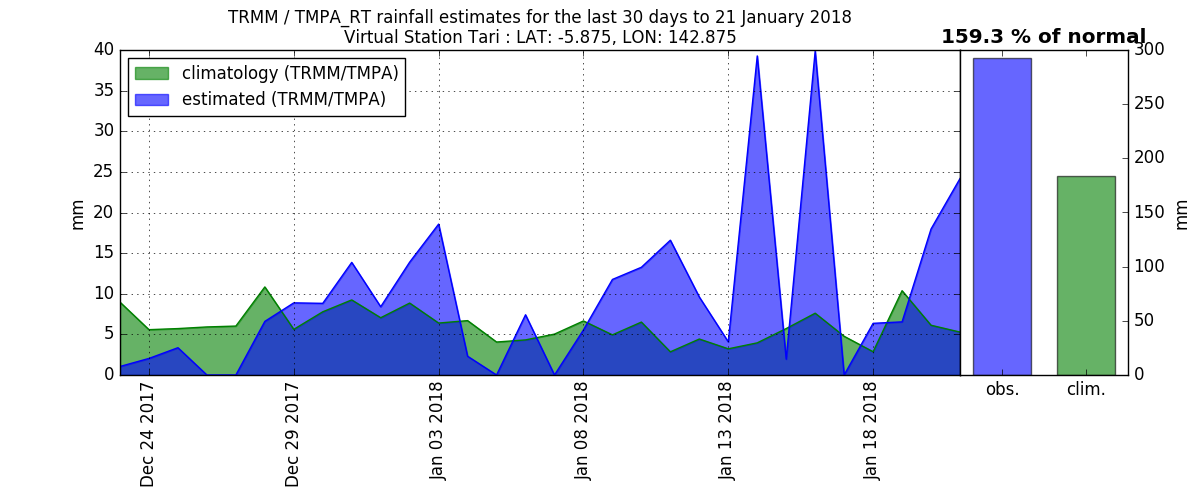 TRMM / TMPA_RT rainfall estimates for the last 30 days to 21 January 2018
Virtual Station Tari : LAT: -5.875, LON: 142.875
159.3 % of normal
climatology (TRMM/TMPA)
estimated (TRMM/TMPA)
40
35
30
25
20
15
10
5
0
mm
Dec 24 2017
Dec 29 2017
Jan 03 2018
Jan 08 2018
Jan 13 2018
Jan 18 2018
obs.
clim.
300
250
200
150
100
50
0
mm